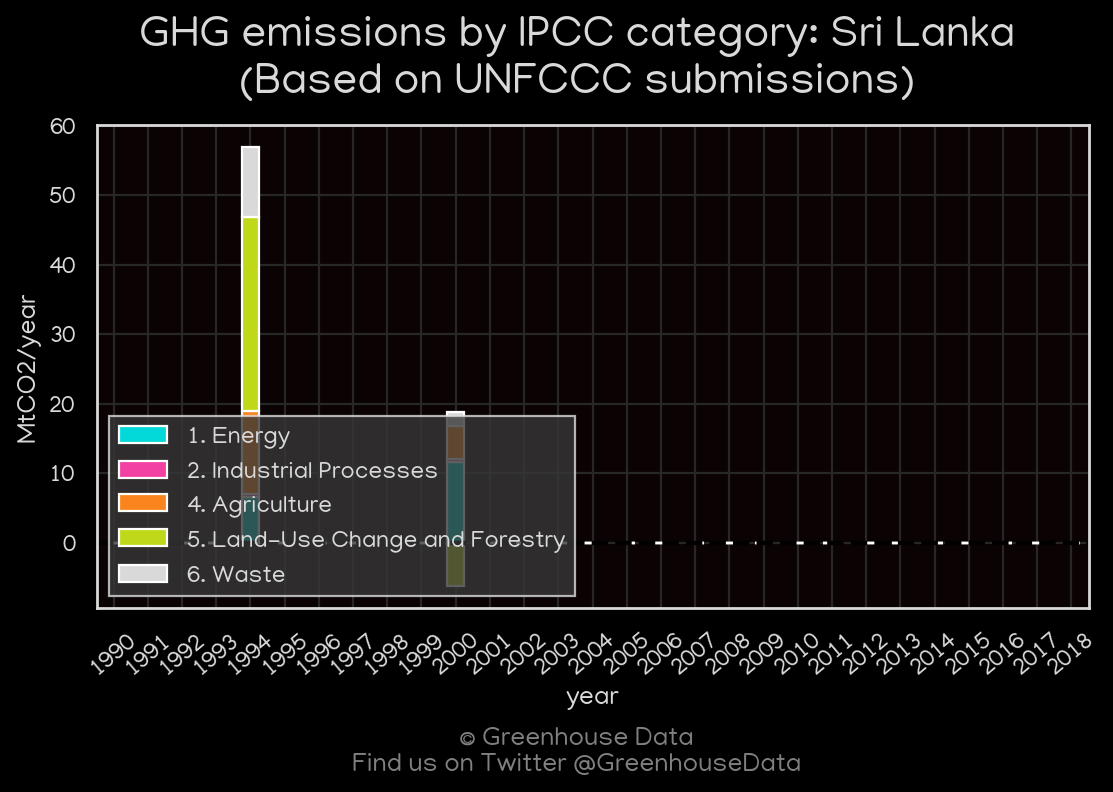 GHG emissions by IPCC category: Sri Lanka
(Based on UNFCCC submissions)
60
50
40
30
20
10
0
MtCO2/year
1. Energy
2. Industrial Processes
4. Agriculture
5. Land-Use Change and Forestry
6. Waste
1990 1991 1992 1993 1994 1995 1996 1997 1998 1999 2000 2001 2002 2003 2004 2005 2006 2007 2008 2009 2010 2011 2012 2013 2014 2015 2016 2017 2018
year
© Greenhouse Data
Find us on Twitter @GreenhouseData